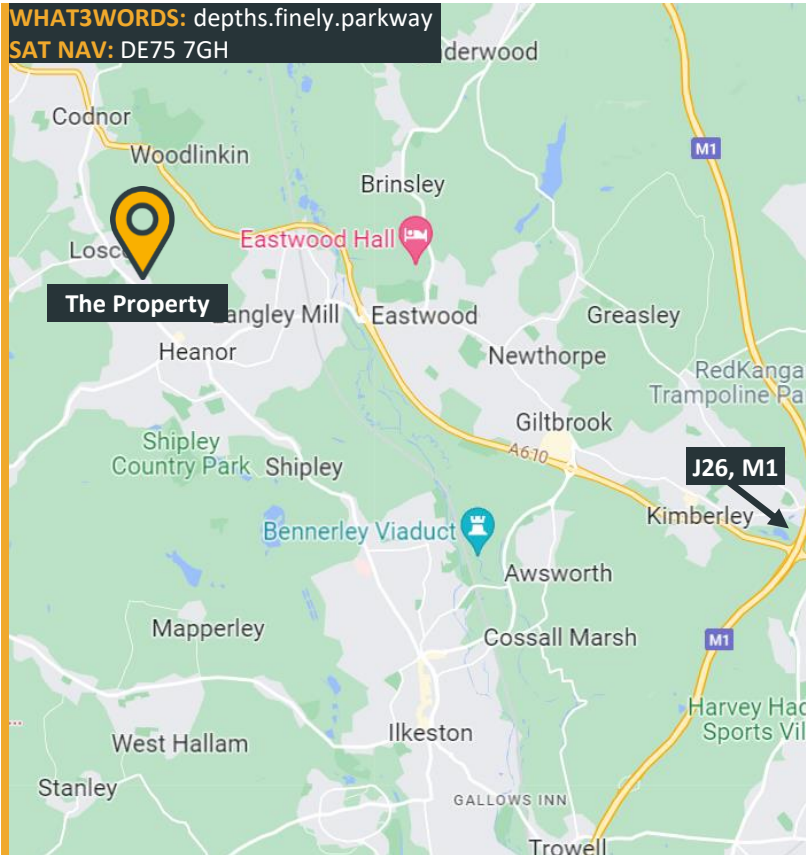 WHAT3WORDS: depths.finely.parkway
SAT NAV: DE75 7GH
derwood
Codnor
M1
Woodlinkin
Brinsley
Eastwood Hall
Losc
The Property
Langley Mill
Eastwood
Greasley
Heanor
Newthorpe
RedKanga
Trampoline Pa
Giltbrook
Shipley
Country Park
Shipley
A610
J26, M1
Kimberley
Bennerley Viaduct
Awsworth
Mapperley
Cossall Marsh
M1
Harvey Had
Sports Vil
...
West Hallam
Ilkeston
Stanley
GALLOWS INN
Trowell